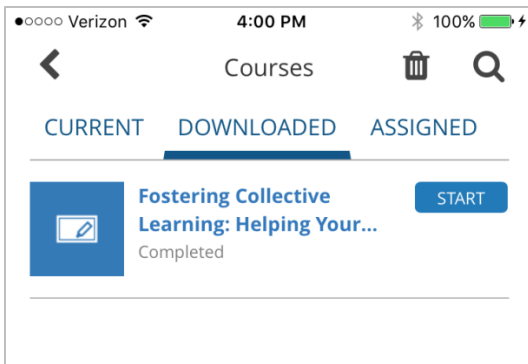 Verizon 4:00 PM 100%
Courses
CURRENT DOWNLOADED ASSIGNED
Fostering Collective START
Learning: Helping Your...
Completed